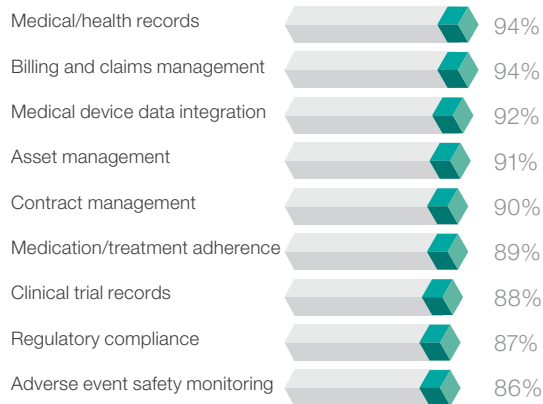 Medical/health records 94%
Billing and claims management 94%
Medical device data integration 92%
Asset management 91%
Contract management 90%
Medication/treatment adherence 89%
Clinical trial records 88%
Regulatory compliance 87%
Adverse event safety monitoring 86%